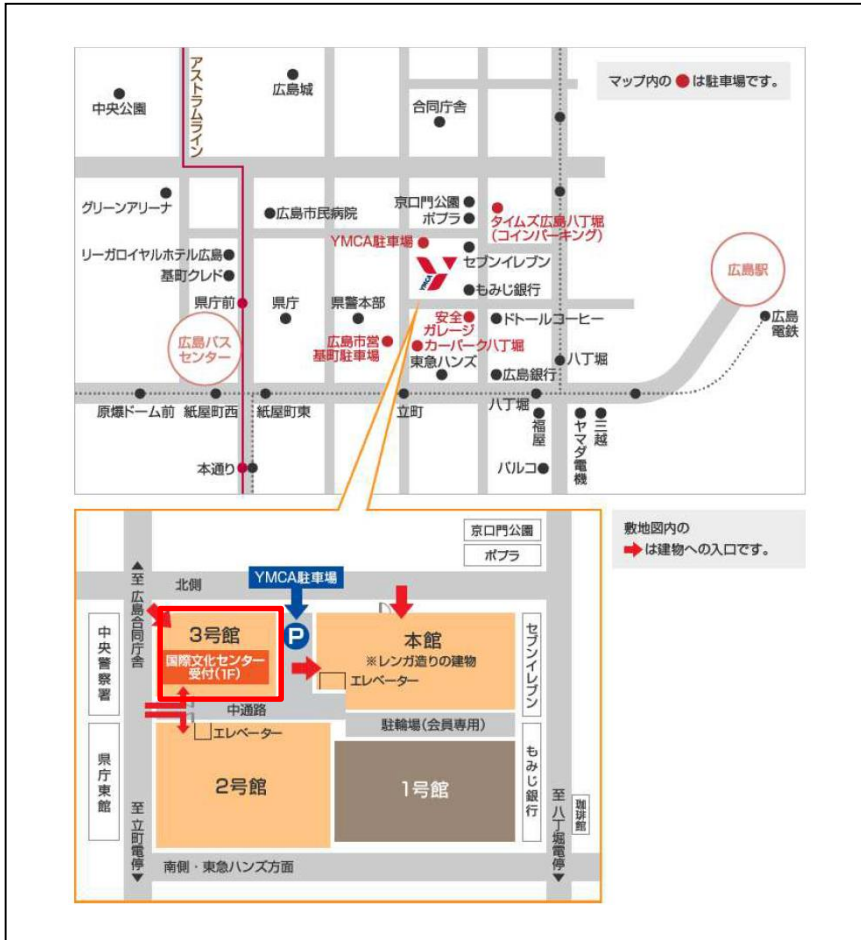 アストラムライン
広島城
中央公園
合同庁舎
マップ内の●は駐車場です。
グリーンアリーナ
広島市民病院
京口門公園
ポプラ
タイムズ広島八丁堀
(コインパーキング)
YMCA駐車場
リーガロイヤルホテル広島
基町クレド
セブンイレブン
YMCA
もみじ銀行
広島駅
県庁前
県庁
県警本部
安全
ガレージ
ドトールコーヒー
広島
電鉄
広島バス
センター
広島市営
基町駐車場
カーパーク八丁堀
東急ハンズ
広島銀行
八丁堀
原爆ドーム前
紙屋町西
紙屋町東
立町
八丁堀
福屋
ヤマダ電機
三越
本通り
パルコ
京口門公園
ポプラ
敷地図内の
➡は建物への入口です。
至 広島合同庁舎
北側
YMCA駐車場
P
中央警察署
3号館
国際文化センター
受付(1F)
本館
※レンガ造りの建物
エレベーター
セブンイレブン
中通路
駐輪場(会員専用)
エレベーター
県庁東館
2号館
1号館
もみじ銀行
至 立町電停
至 八丁堀電停
珈琲館
南側・東急ハンズ方面